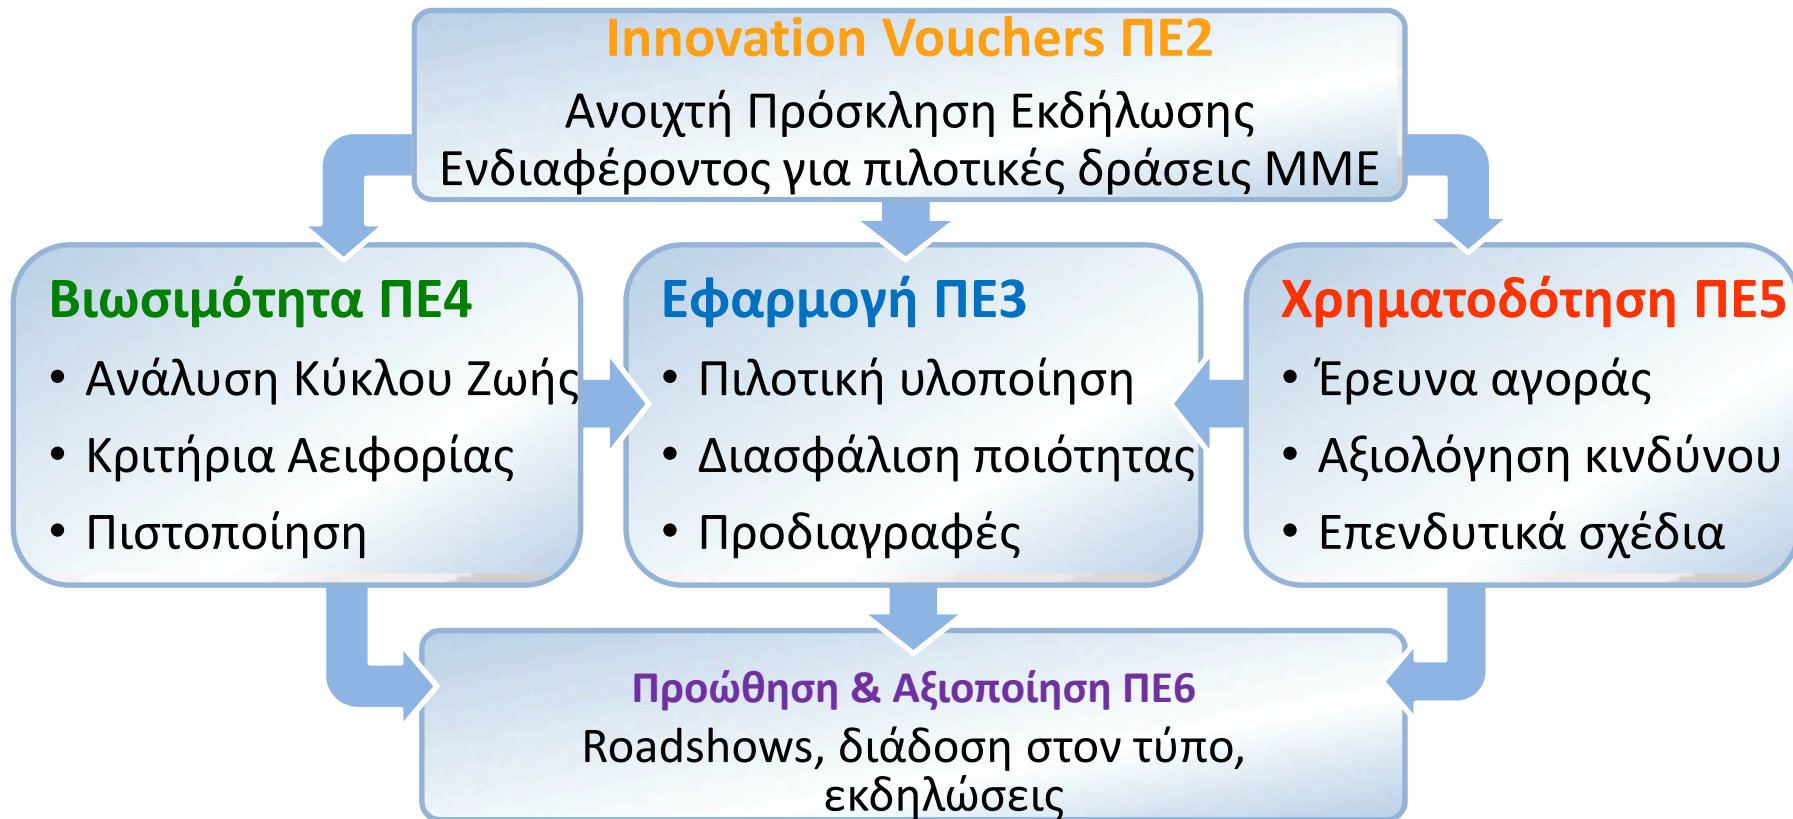 Innovation Vouchers ΠΕ2
Ανοιχτή Πρόσκληση Εκδήλωσης
Ενδιαφέροντος για πιλοτικές δράσεις ΜΜΕ
Βιωσιμότητα ΠΕ4
• Ανάλυση Κύκλου Ζωής
• Κριτήρια Αειφορίας
• Πιστοποίηση
Εφαρμογή ΠΕ3
• Πιλοτική υλοποίηση
• Διασφάλιση ποιότητας
• Προδιαγραφές
Χρηματοδότηση ΠΕ5
• Έρευνα αγοράς
• Αξιολόγηση κινδύνου
• Επενδυτικά σχέδια
Προώθηση & Αξιοποίηση ΠΕ6
Roadshows, διάδοση στον τύπο,
εκδηλώσεις